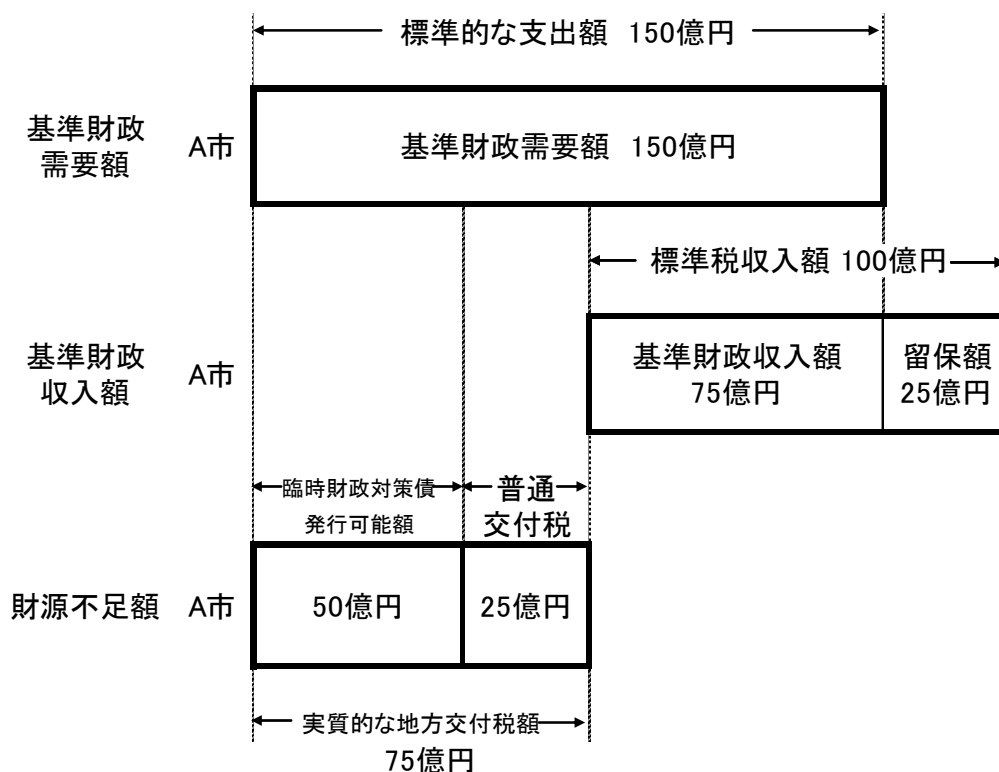 標準的な支出額 150億円
基準財政
需要額
A市
基準財政需要額 150億円
標準税収入額 100億円
基準財政
収入額
A市
基準財政収入額
75億円
留保額
25億円
臨時財政対策債
発行可能額
普通
交付税
財源不足額 A市
50億円
25億円
実質的な地方交付税額
75億円